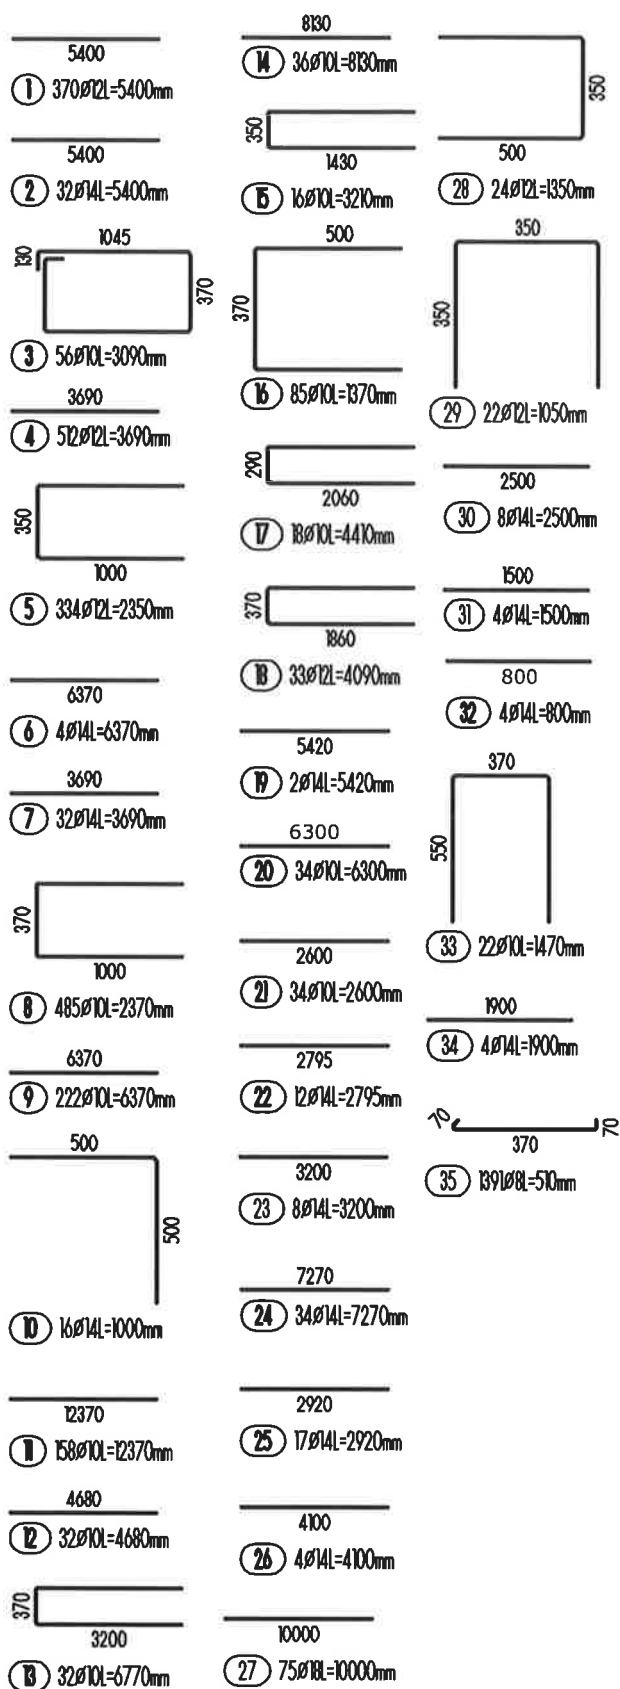 5400
1 370Ø12L=5400mm
5400
2 32Ø14L=5400mm
1045
130
370
3 56Ø10L=3090mm
3690
4 512Ø12L=3690mm
350
1000
5 334Ø12L=2350mm
6370
6 4Ø14L=6370mm
3690
7 32Ø14L=3690mm
370
1000
8 485Ø10L=2370mm
6370
9 222Ø10L=6370mm
500
500
10 16Ø14L=1000mm
12370
11 158Ø10L=12370mm
4680
12 32Ø10L=4680mm
370
3200
13 32Ø10L=6770mm
8130
14 36Ø10L=8130mm
350
1430
15 16Ø10L=3210mm
500
370
16 85Ø10L=1370mm
290
2060
17 18Ø10L=4410mm
370
1860
18 33Ø12L=4090mm
5420
19 2Ø14L=5420mm
6300
20 34Ø10L=6300mm
2600
21 34Ø10L=2600mm
2795
22 12Ø14L=2795mm
3200
23 8Ø14L=3200mm
7270
24 34Ø14L=7270mm
2920
25 17Ø14L=2920mm
4100
26 4Ø14L=4100mm
10000
27 75Ø18L=10000mm
350
500
28 24Ø12L=1350mm
350
350
29 22Ø12L=1050mm
2500
30 8Ø14L=2500mm
1500
31 4Ø14L=1500mm
800
32 4Ø14L=800mm
370
550
33 22Ø10L=1470mm
1900
34 4Ø14L=1900mm
70
370
70
35 1391Ø8L=510mm